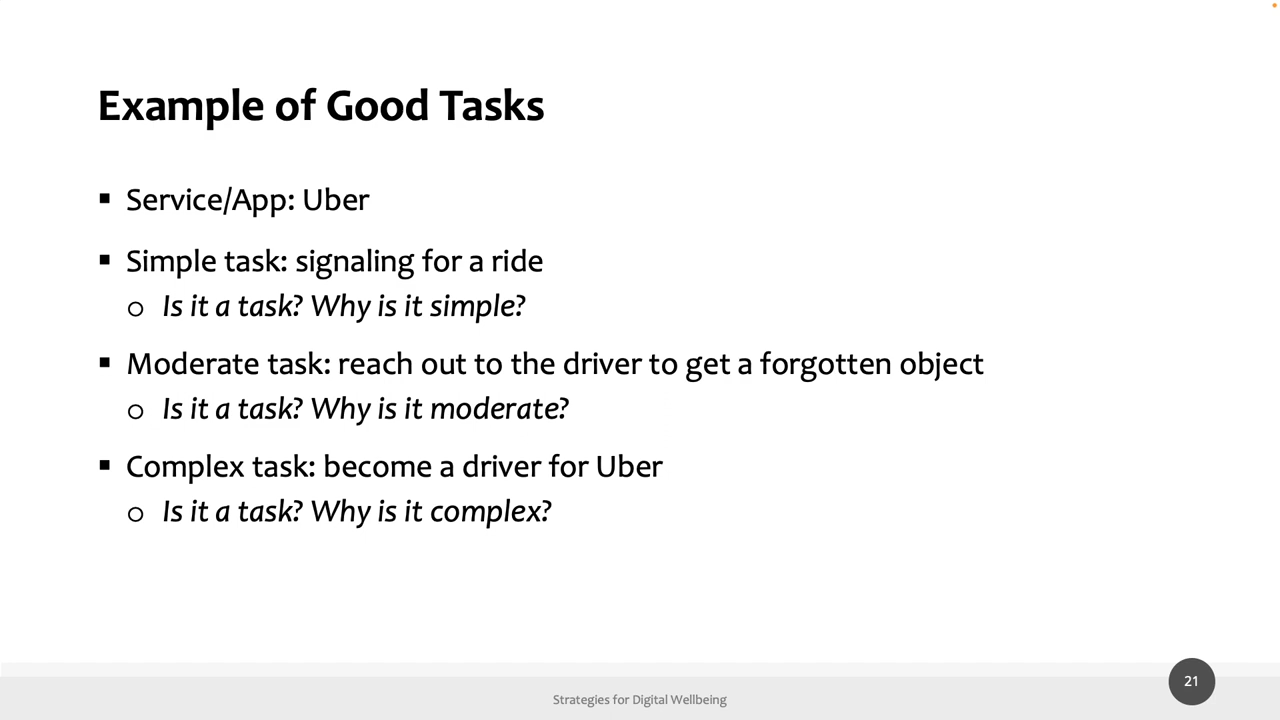 Example of Good Tasks
▪ Service/App: Uber
▪ Simple task: signaling for a ride
o Is it a task? Why is it simple?
▪ Moderate task: reach out to the driver to get a forgotten object
o Is it a task? Why is it moderate?
▪ Complex task: become a driver for Uber
o Is it a task? Why is it complex?
Strategies for Digital Wellbeing
21